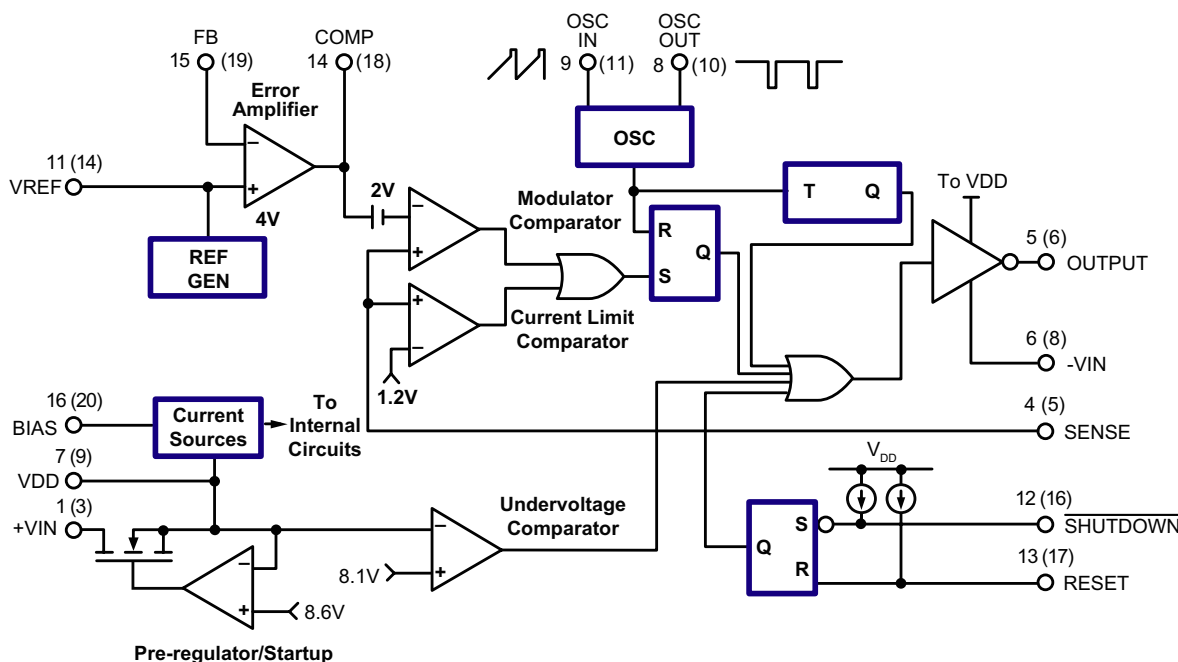 FB
15 (19)
COMP
14 (18)
OSC
IN
9 (11)
OSC
OUT
8 (10)
Error
Amplifier
OSC
11 (14)
VREF
−
+
4V
2V
REF
GEN
Modulator
Comparator
−
+
R
S
Q
T Q
To VDD
5 (6)
OUTPUT
+
−
1.2V
Current Limit
Comparator
6 (8)
-VIN
16 (20)
BIAS
Current
Sources
To
Internal
Circuits
4 (5)
SENSE
7 (9)
VDD
1 (3)
+VIN
Undervoltage
Comparator
−
+
8.1V
−
+
8.6V
Pre-regulator/Startup
VDD
S
Q
R
12 (16)
SHUTDOWN
13 (17)
RESET